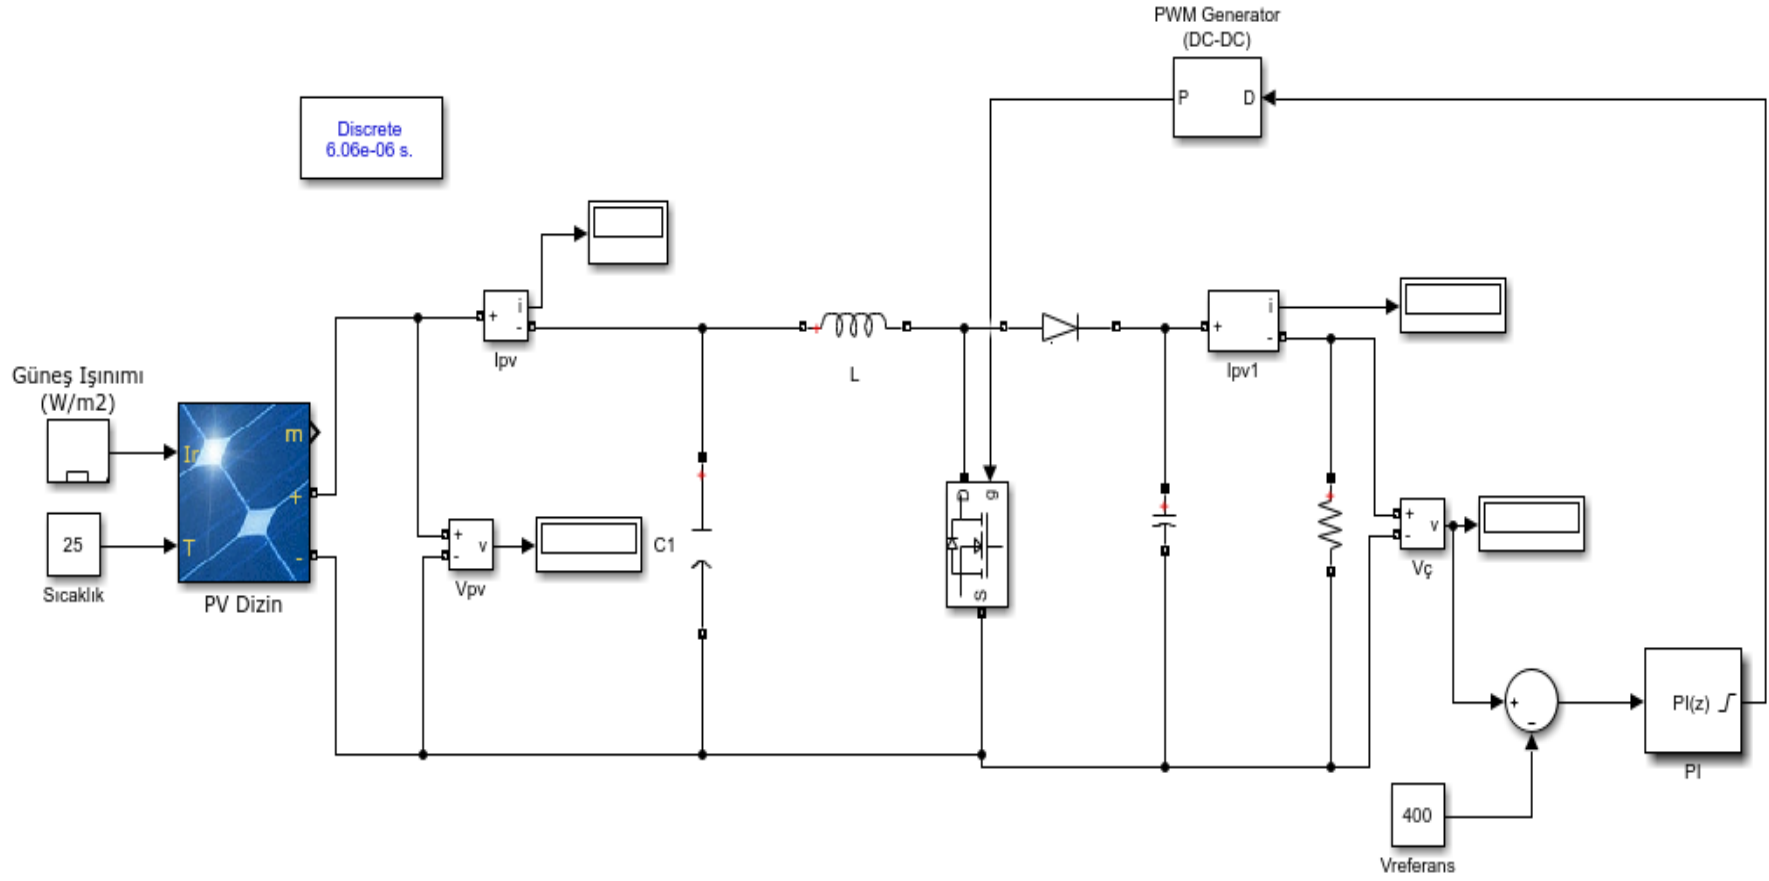 PWM Generator
(DC-DC)
P
D
Discrete
6.06e-06 s.
i
+
-
Ipv
L
i
+
-
Ipv1
Güneş Işınımı
(W/m2)
Ir
m
+
T
-
25
Sıcaklık
PV Dizin
+
-
v
Vpv
C1
D
g
S
+
-
v
Vç
+
-
PI(z)
PI
400
Vreferans